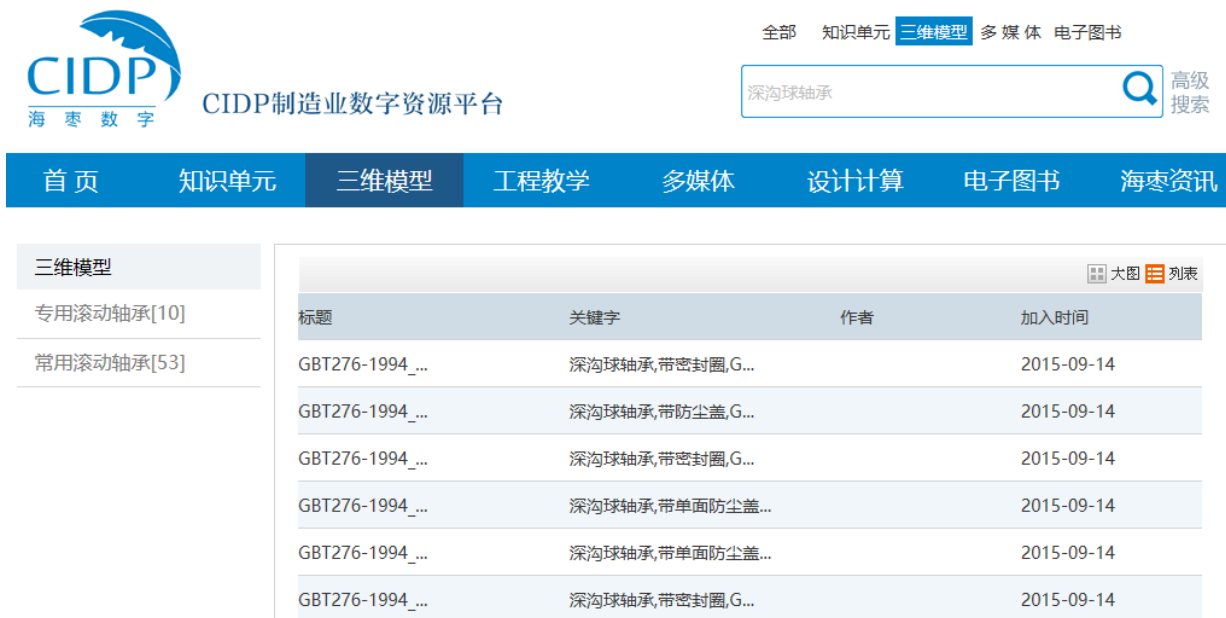 全部 知识单元 三维模型 多 媒 体 电子图书
CIDP
海 枣 数 字
CIDP制造业数字资源平台
深沟球轴承
高级
搜索
首 页 知识单元 三维模型 工程教学 多媒体 设计计算 电子图书 海枣资讯
三维模型
专用滚动轴承[10]
常用滚动轴承[53]
大图 列表
标题 关键字 作者 加入时间
GBT276-1994_... 深沟球轴承,带密封圈,G... 2015-09-14
GBT276-1994_... 深沟球轴承,带防尘盖,G... 2015-09-14
GBT276-1994_... 深沟球轴承,带密封圈,G... 2015-09-14
GBT276-1994_... 深沟球轴承,带单面防尘盖... 2015-09-14
GBT276-1994_... 深沟球轴承,带单面防尘盖... 2015-09-14
GBT276-1994_... 深沟球轴承,带密封圈,G... 2015-09-14